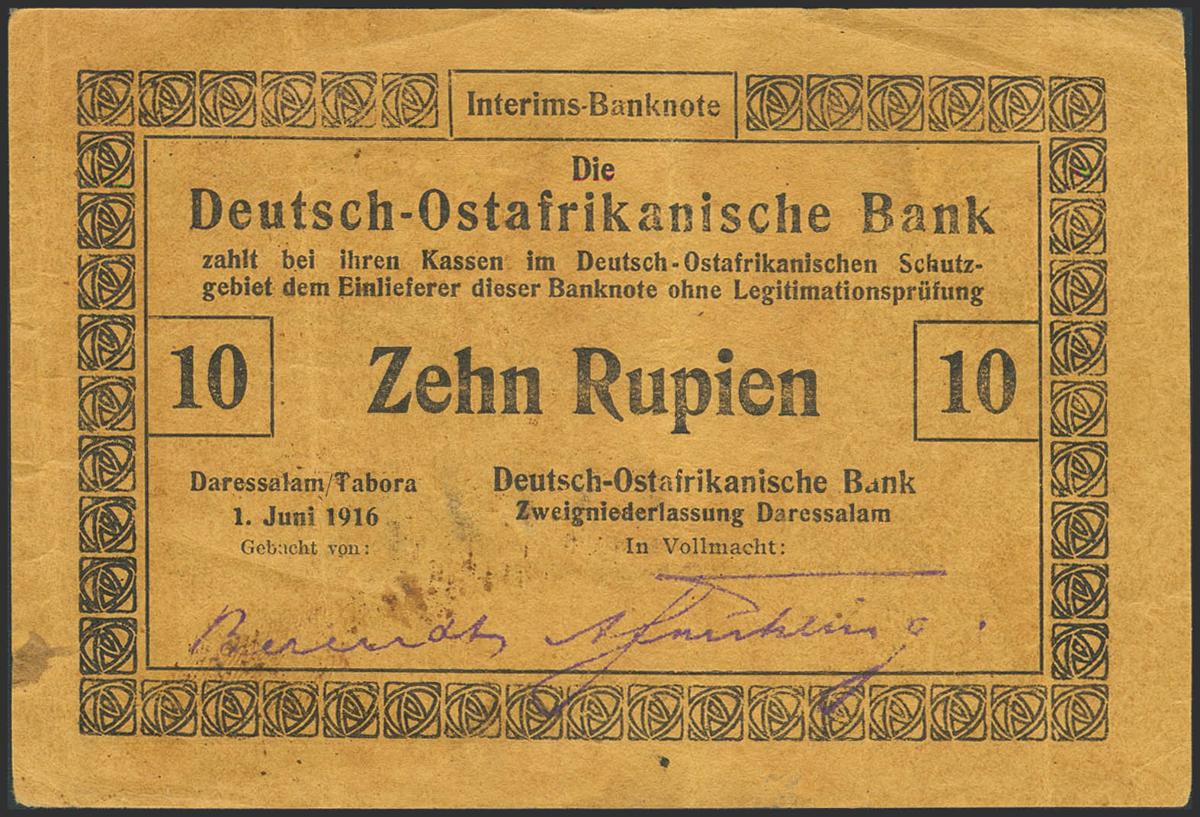 Interims-Banknote
Die
Deutsch-Ostafrikanische Bank
zahlt bei ihren Kassen im Deutsch-Ostafrikanischen Schutz-
gebiet dem Einlieferer dieser Banknote ohne Legitimationsprüfung
10 Zehn Rupien 10
Daressalam/Tabora
1. Juni 1916
Gebucht von:
Deutsch-Ostafrikanische Bank
Zweigniederlassung Daressalam
In Vollmacht:
Berendt